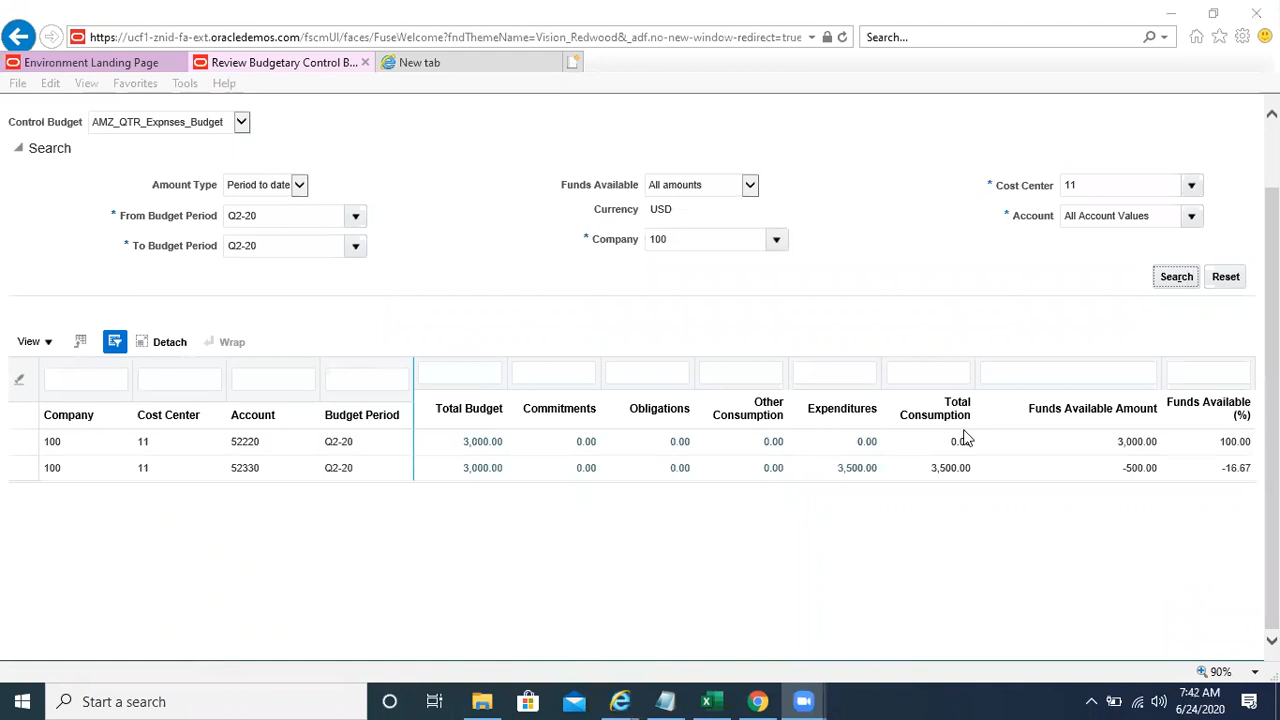 https://ucf1-znid-fa-ext.oracledemos.com/fscmUI/faces/FuseWelcome?fndThemeName=Vision_Redwood&_adf.no-new-window-redirect=true
Search...
Environment Landing Page
Review Budgetary Control B...
New tab
File Edit View Favorites Tools Help
Control Budget AMZ_QTR_Expnses_Budget
Search
Amount Type Period to date Funds Available All amounts * Cost Center 11
* From Budget Period Q2-20 Currency USD * Account All Account Values
* To Budget Period Q2-20 * Company 100
Search Reset
View Detach Wrap
Company Cost Center Account Budget Period Total Budget Commitments Obligations Other Consumption Expenditures Total Consumption Funds Available Amount Funds Available (%)
100 11 52220 Q2-20 3,000.00 0.00 0.00 0.00 0.00 3,000.00 100.00
100 11 52330 Q2-20 3,000.00 0.00 0.00 0.00 3,500.00 3,500.00 -500.00 -16.67
90%
Start a search
7:42 AM
6/24/2020